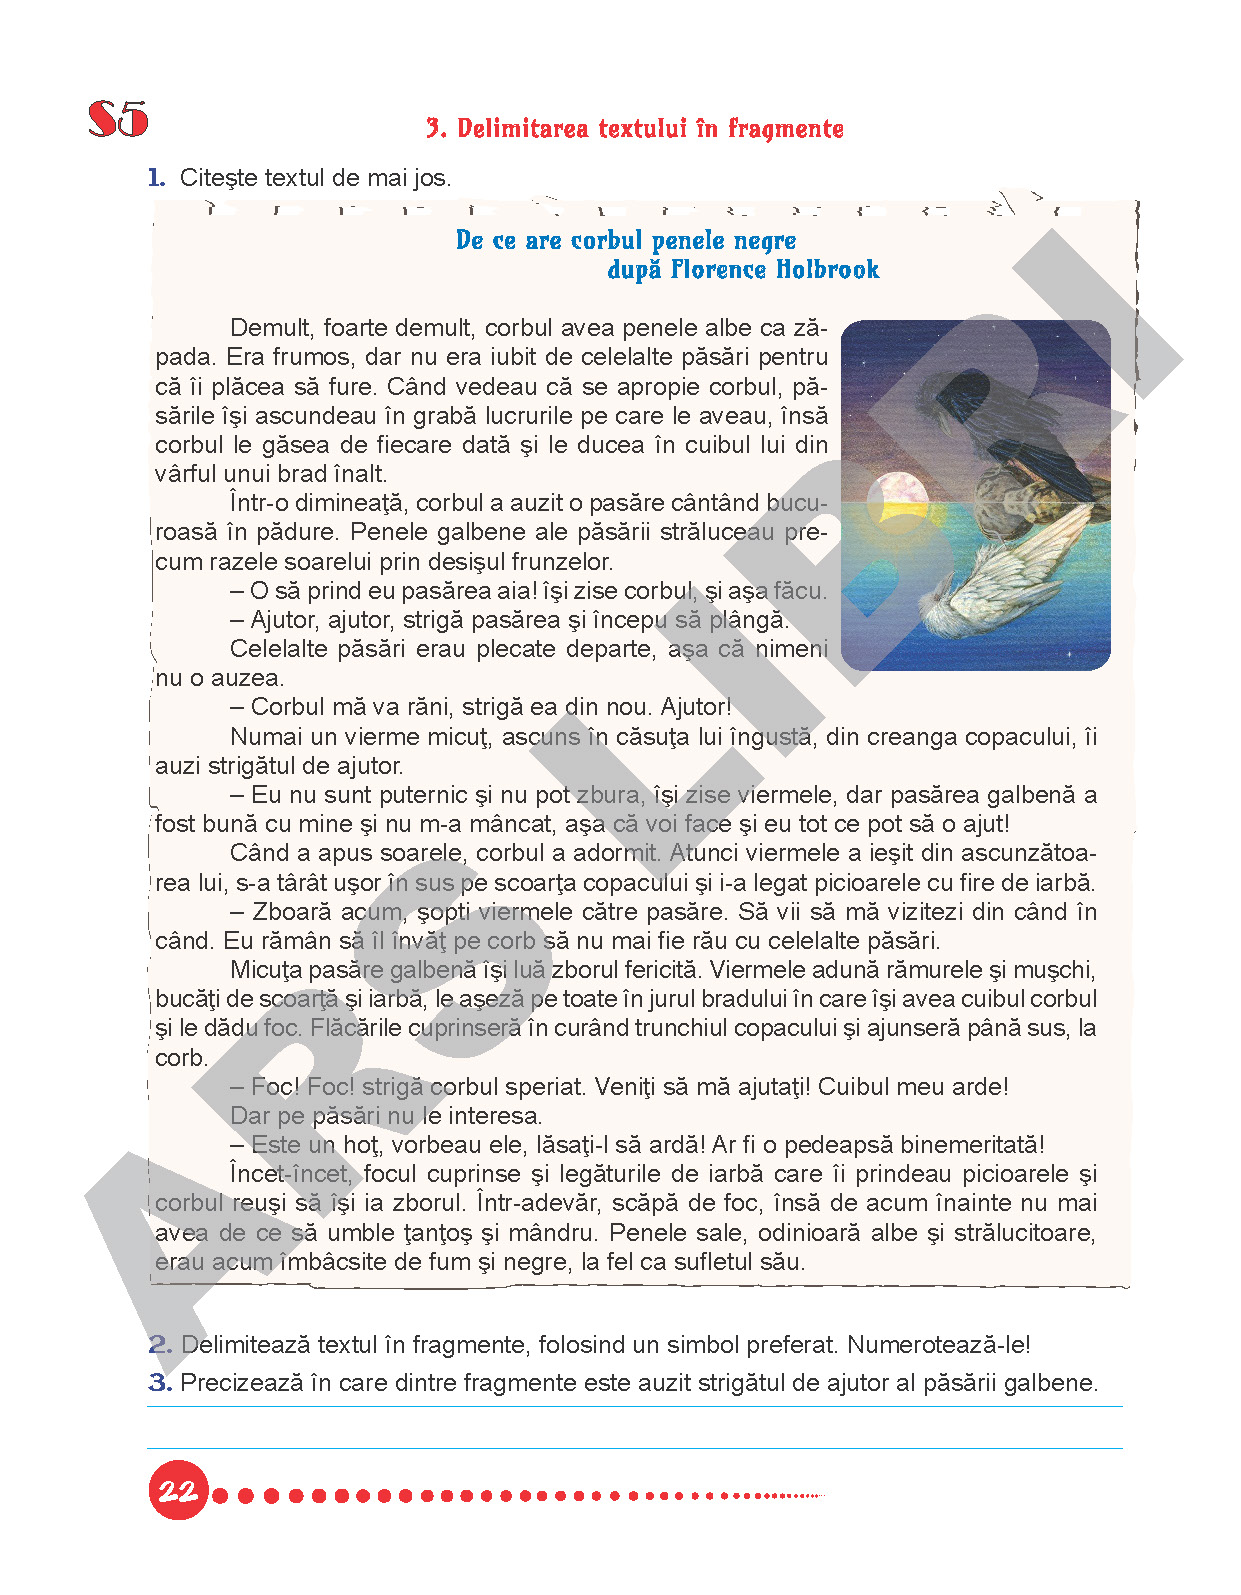 S5
3. Delimitarea textului în fragmente
1. Citeşte textul de mai jos.
De ce are corbul penele negre
după Florence Holbrook
Demult, foarte demult, corbul avea penele albe ca ză-
pada. Era frumos, dar nu era iubit de celelalte păsări pentru
că îi plăcea să fure. Când vedeau că se apropie corbul, pă-
sările îşi ascundeau în grabă lucrurile pe care le aveau, însă
corbul le găsea de fiecare dată şi le ducea în cuibul lui din
vârful unui brad înalt.
Într-o dimineaţă, corbul a auzit o pasăre cântând bucu-
roasă în pădure. Penele galbene ale păsării străluceau pre-
cum razele soarelui prin desişul frunzelor.
– O să prind eu pasărea aia! îşi zise corbul, şi aşa făcu.
– Ajutor, ajutor, strigă pasărea şi începu să plângă.
Celelalte păsări erau plecate departe, aşa că nimeni
nu o auzea.
– Corbul mă va răni, strigă ea din nou. Ajutor!
Numai un vierme micuţ, ascuns în căsuţa lui îngustă, din creanga copacului, îi
auzi strigătul de ajutor.
– Eu nu sunt puternic şi nu pot zbura, îşi zise viermele, dar pasărea galbenă a
fost bună cu mine şi nu m-a mâncat, aşa că voi face şi eu tot ce pot să o ajut!
Când a apus soarele, corbul a adormit. Atunci viermele a ieşit din ascunzătoa-
rea lui, s-a târât uşor în sus pe scoarţa copacului şi i-a legat picioarele cu fire de iarbă.
– Zboară acum, şopti viermele către pasăre. Să vii să mă vizitezi din când în
când. Eu rămân să îl învăţ pe corb să nu mai fie rău cu celelalte păsări.
Micuţa pasăre galbenă îşi luă zborul fericită. Viermele adună rămurele şi muşchi,
bucăţi de scoarţă şi iarbă, le aşeză pe toate în jurul bradului în care îşi avea cuibul corbul
şi le dădu foc. Flăcările cuprinseră în curând trunchiul copacului şi ajunseră până sus, la
corb.
– Foc! Foc! strigă corbul speriat. Veniţi să mă ajutaţi! Cuibul meu arde!
Dar pe păsări nu le interesa.
– Este un hoţ, vorbeau ele, lăsaţi-l să ardă! Ar fi o pedeapsă binemeritată!
Încet-încet, focul cuprinse şi legăturile de iarbă care îi prindeau picioarele şi
corbul reuşi să îşi ia zborul. Într-adevăr, scăpă de foc, însă de acum înainte nu mai
avea de ce să umble ţanţoş şi mândru. Penele sale, odinioară albe şi strălucitoare,
erau acum îmbâcsite de fum şi negre, la fel ca sufletul său.
2. Delimitează textul în fragmente, folosind un simbol preferat. Numerotează-le!
3. Precizează în care dintre fragmente este auzit strigătul de ajutor al păsării galbene.
22
ARS LIBRI